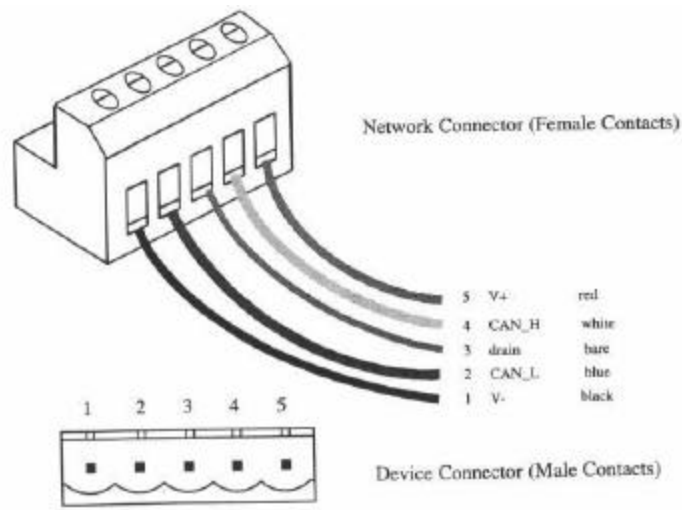 Network Connector (Female Contacts)
5 V+ red
4 CAN_H white
3 drain bare
2 CAN_L blue
1 V- black
1 2 3 4 5
Device Connector (Male Contacts)